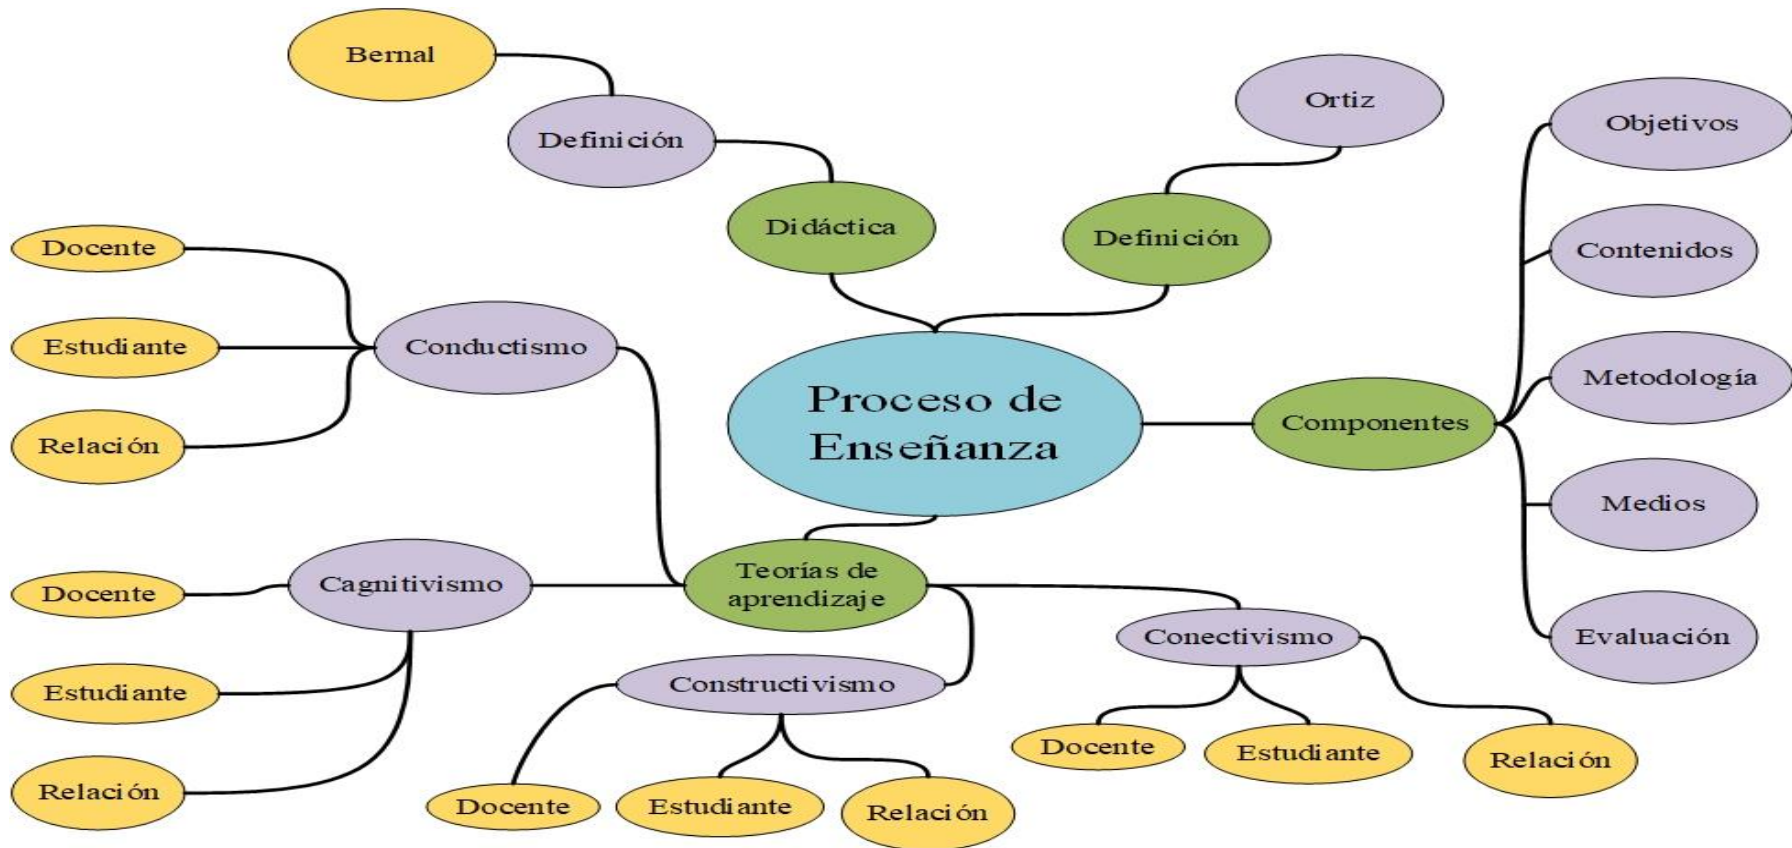 Bernal
Definición
Didáctica
Ortiz
Definición
Proceso de
Enseñanza
Componentes
Objetivos
Contenidos
Metodología
Medios
Evaluación
Teorías de
aprendizaje
Conductismo
Docente
Estudiante
Relación
Cagnitivismo
Docente
Estudiante
Relación
Constructivismo
Docente
Estudiante
Relación
Conectivismo
Docente
Estudiante
Relación